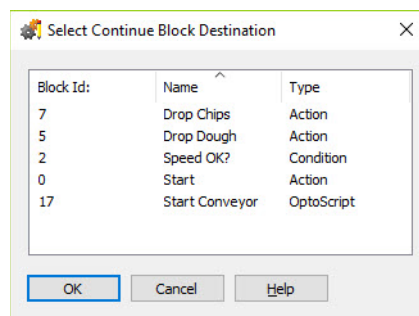 Select Continue Block Destination
Block Id: Name Type
7 Drop Chips Action
5 Drop Dough Action
2 Speed OK? Condition
0 Start Action
17 Start Conveyor OptoScript
OK Cancel Help